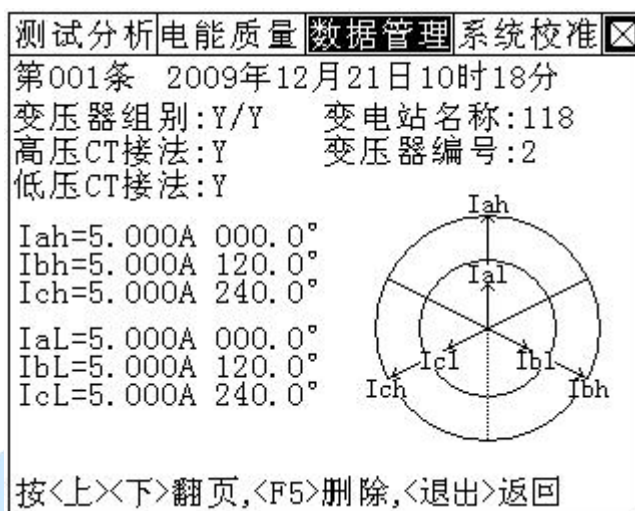 测试分析 电能质量 数据管理 系统校准
第001条 2009年12月21日10时18分
变压器组别:Y/Y 变电站名称:118
高压CT接法:Y 变压器编号:2
低压CT接法:Y
Iah=5.000A 000.0°
Ibh=5.000A 120.0°
Ich=5.000A 240.0°
IaL=5.000A 000.0°
IbL=5.000A 120.0°
IcL=5.000A 240.0°
Iah
Ial
Icl Ibl
Ich Ibh
按<上><下>翻页,<F5>删除,<退出>返回